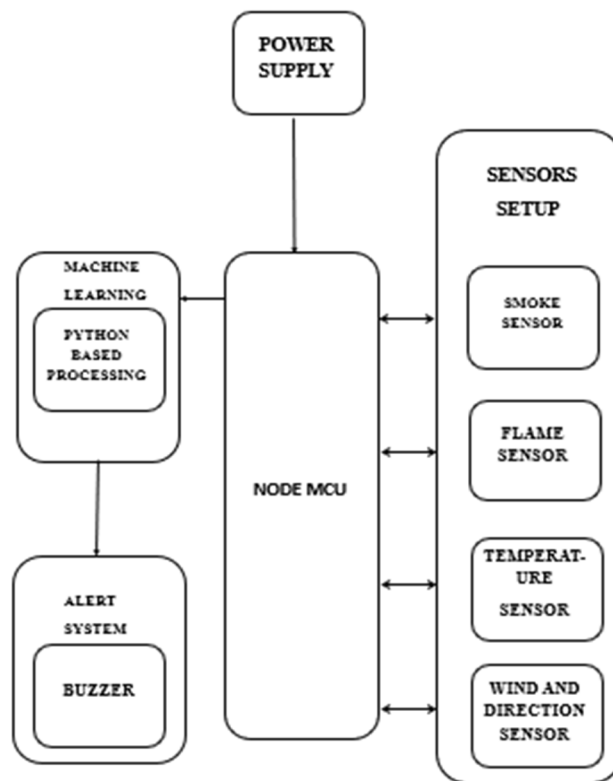 POWER
SUPPLY
SENSORS
SETUP
MACHINE
LEARNING
PYTHON
BASED
PROCESSING
SMOKE
SENSOR
FLAME
SENSOR
NODE MCU
TEMPERAT-
URE
SENSOR
ALERT
SYSTEM
BUZZER
WIND AND
DIRECTION
SENSOR